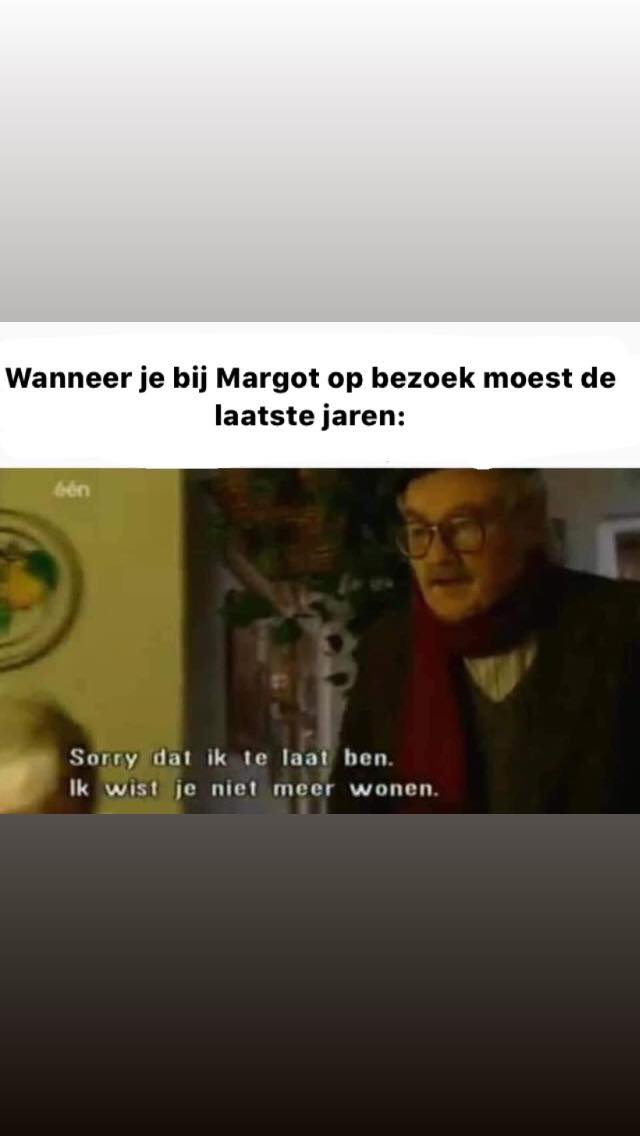 Wanneer je bij Margot op bezoek moest de
laatste jaren:
één
Sorry dat ik te laat ben.
Ik wist je niet meer wonen.